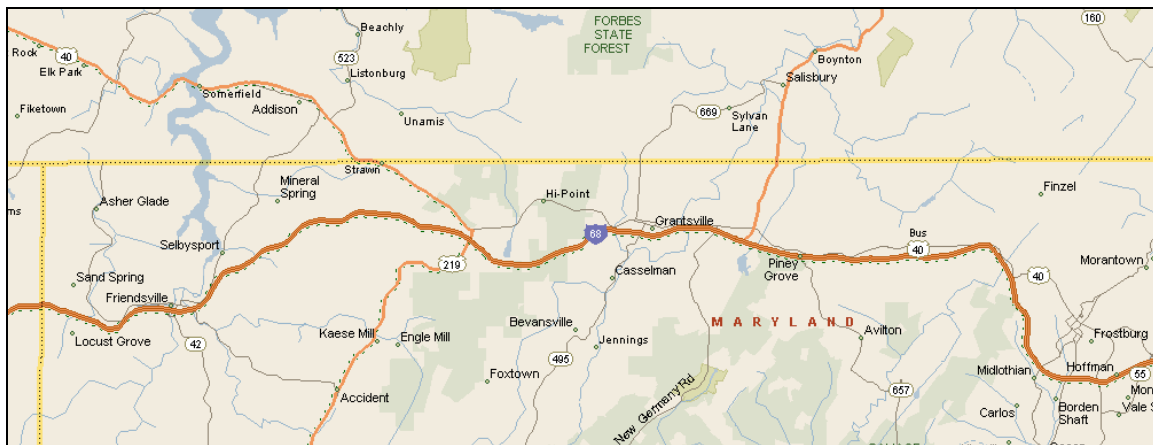 FORBES
STATE
FOREST
160
Beachly
Rock
40
Elk Park
523
Boynton
Listonburg
Salisbury
Somerfield
Addison
Fiketown
Unamis
669
Sylvan
Lane
Strawn
Mineral
Spring
Hi-Point
Finzel
ms
Asher Glade
Grantsville
68
Bus
40
Selbysport
219
Piney
Grove
Morantown
Sand Spring
Casselman
40
Friendsville
MARYLAND
Kaese Mill
Bevansville
Avilton
Frostburg
Locust Grove
42
Engle Mill
Jennings
495
Foxtown
Midlothian
Hoffman
55
New Germany Rd
657
Accident
Mon
Carlos
Borden
Shaft
Vale S